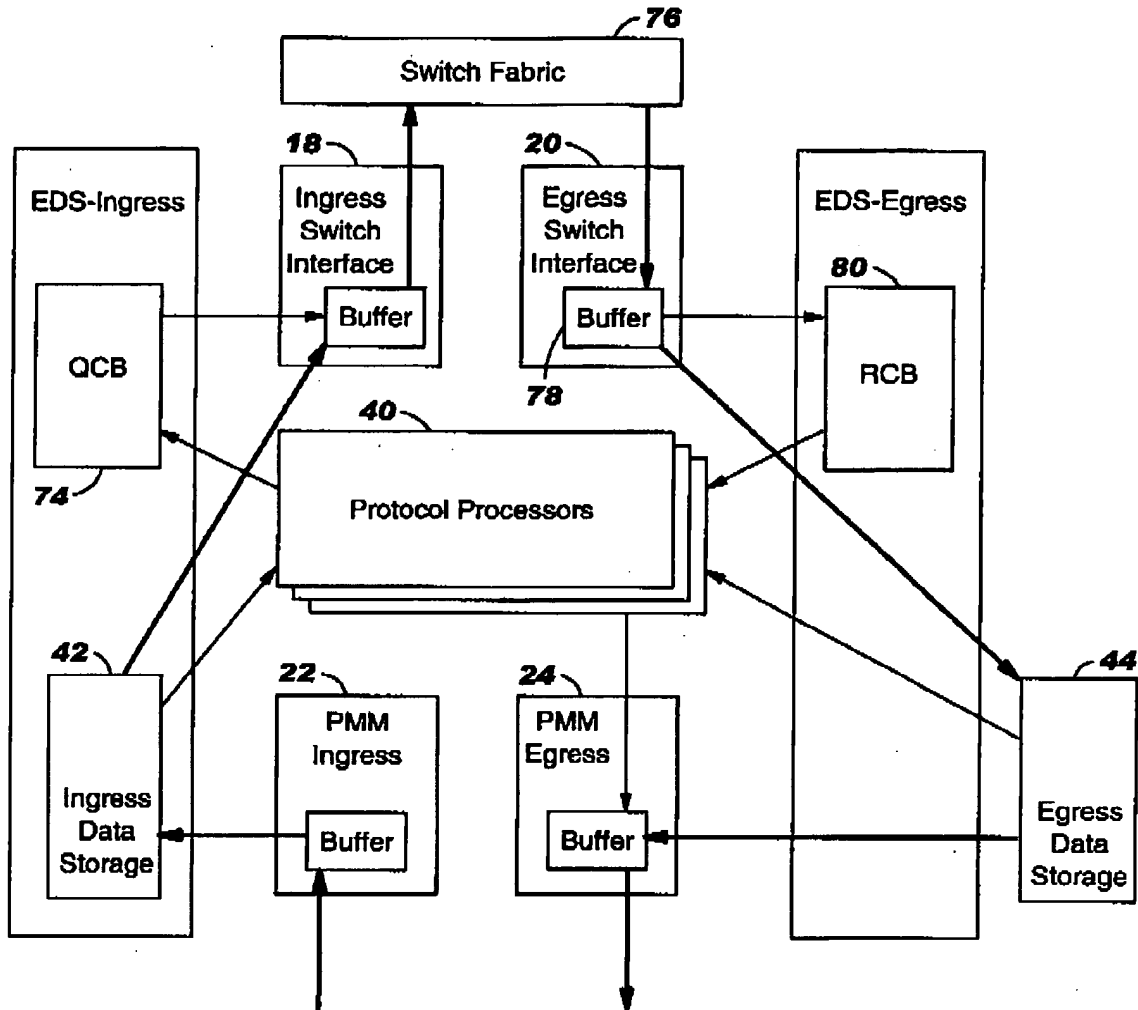 76
Switch Fabric
18
20
EDS-Ingress
Ingress
Switch
Interface
Egress
Switch
Interface
EDS-Egress
80
Buffer
Buffer
QCB
RCB
78
40
74
Protocol Processors
42
22
24
44
PMM
Ingress
PMM
Egress
Ingress
Data
Storage
Buffer
Buffer
Egress
Data
Storage